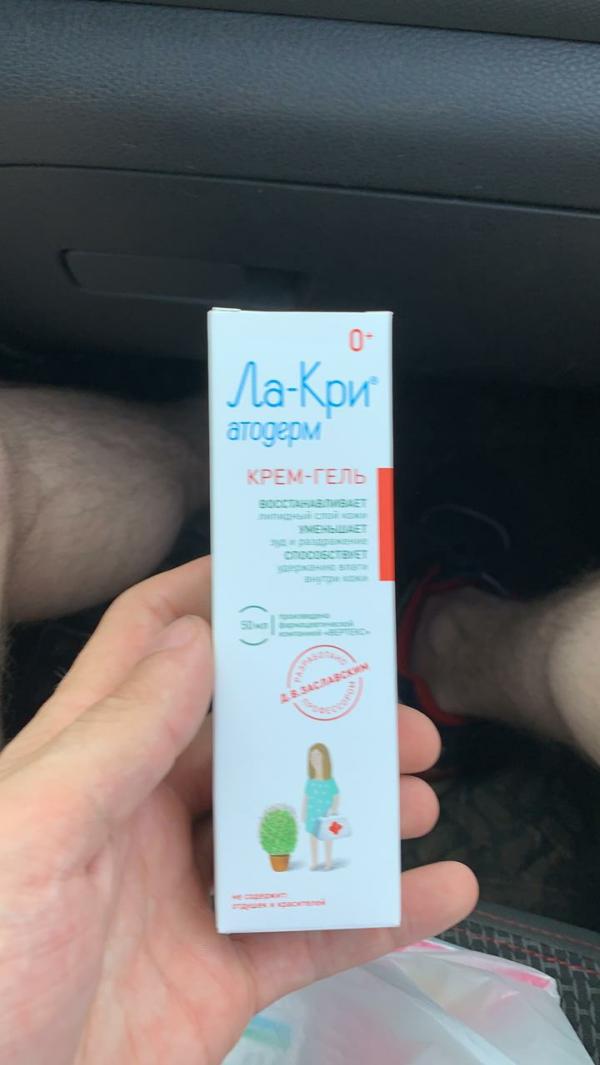 0+
Ла-Кри®
атодерм
КРЕМ-ГЕЛЬ
ВОССТАНАВЛИВАЕТ
липидный слой кожи
УМЕНЬШАЕТ
зуд и раздражение
СПОСОБСТВУЕТ
удержанию влаги
внутри кожи
50 мл
произведено
фармацевтической
компанией «ВЕРТЕКС»
РАЗРАБОТАНО
Д.В.ЗАСЛАВСКИМ
ПРОФЕССОРОМ
не содержит:
отдушек и красителей